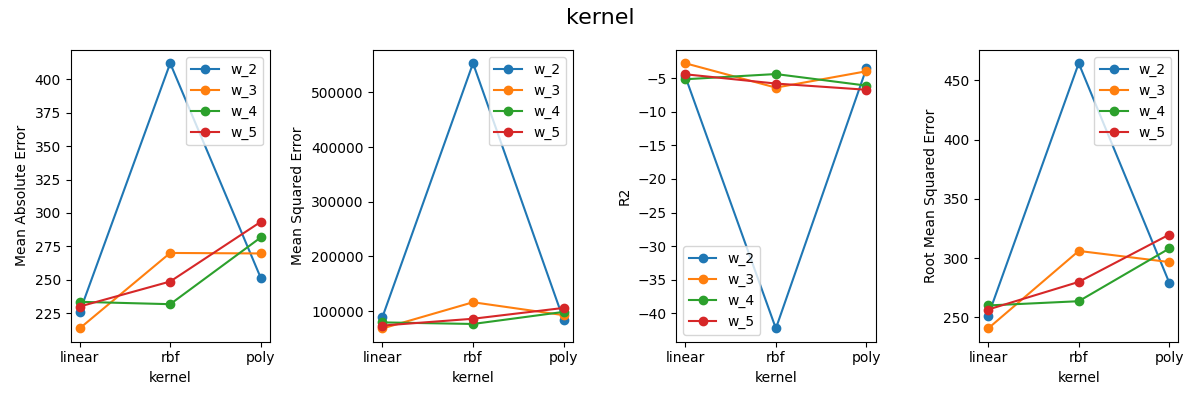 kernel
Mean Absolute Error
400
375
350
325
300
275
250
225
linear
rbf
poly
kernel
w_2
w_3
w_4
w_5
Mean Squared Error
500000
400000
300000
200000
100000
linear
rbf
poly
kernel
w_2
w_3
w_4
w_5
R2
−5
−10
−15
−20
−25
−30
−35
−40
linear
rbf
poly
kernel
w_2
w_3
w_4
w_5
Root Mean Squared Error
450
400
350
300
250
linear
rbf
poly
kernel
w_2
w_3
w_4
w_5